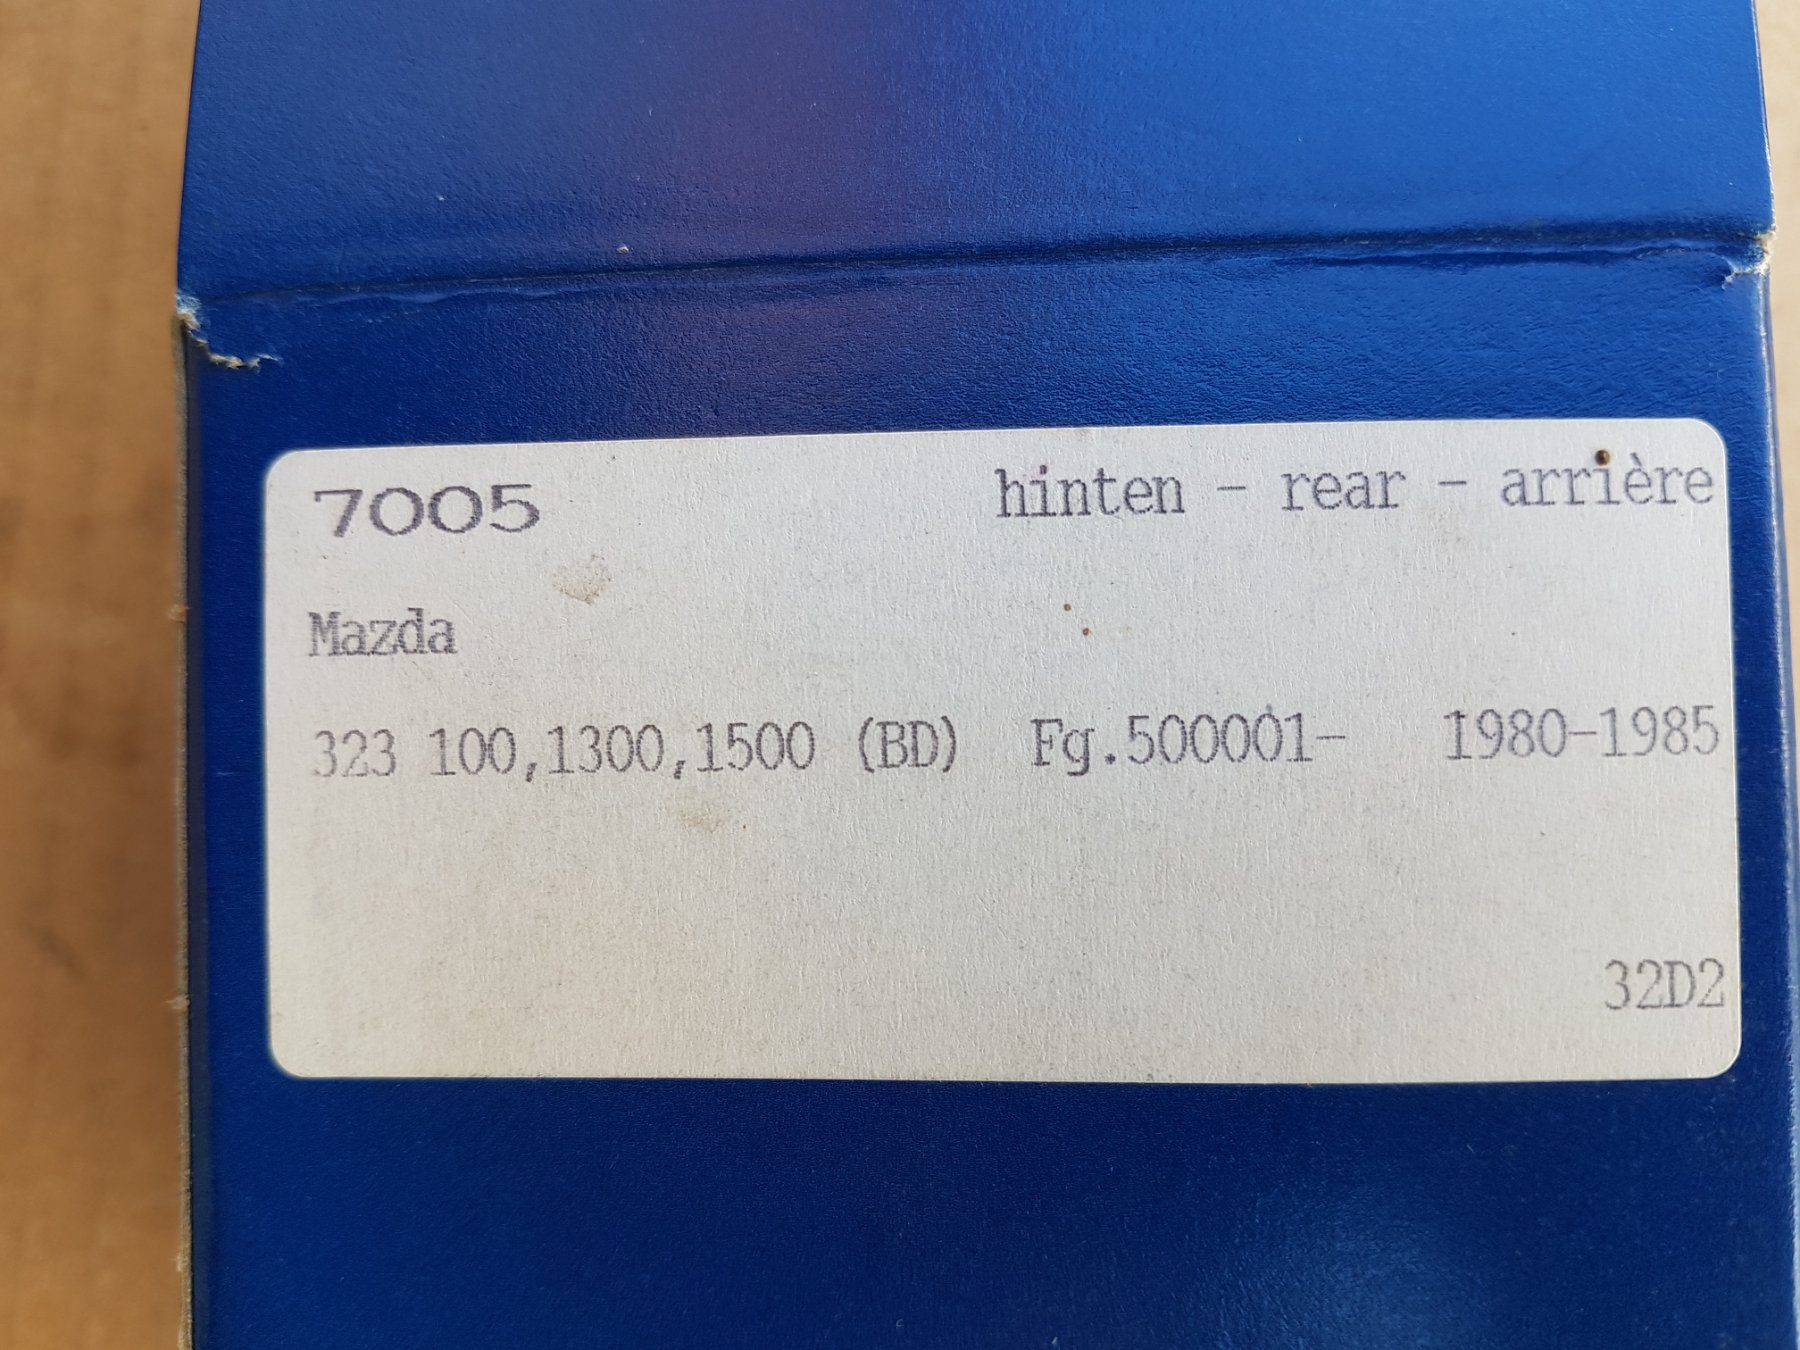 7005 hinten - rear - arrière
Mazda
323 100,1300,1500 (BD) Fg.500001- 1980-1985
32D2